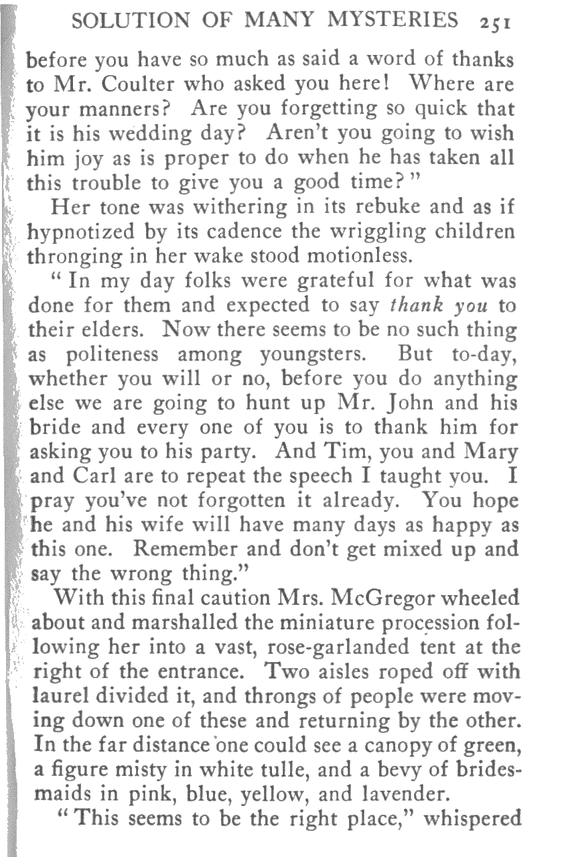 SOLUTION OF MANY MYSTERIES 251
before you have so much as said a word of thanks
to Mr. Coulter who asked you here! Where are
your manners? Are you forgetting so quick that
it is his wedding day? Aren't you going to wish
him joy as is proper to do when he has taken all
this trouble to give you a good time?"
Her tone was withering in its rebuke and as if
hypnotized by its cadence the wriggling children
thronging in her wake stood motionless.
"In my day folks were grateful for what was
done for them and expected to say thank you to
their elders. Now there seems to be no such thing
as politeness among youngsters. But to-day,
whether you will or no, before you do anything
else we are going to hunt up Mr. John and his
bride and every one of you is to thank him for
asking you to his party. And Tim, you and Mary
and Carl are to repeat the speech I taught you. I
pray you've not forgotten it already. You hope
he and his wife will have many days as happy as
this one. Remember and don't get mixed up and
say the wrong thing."
With this final caution Mrs. McGregor wheeled
about and marshalled the miniature procession fol-
lowing her into a vast, rose-garlanded tent at the
right of the entrance. Two aisles roped off with
laurel divided it, and throngs of people were mov-
ing down one of these and returning by the other.
In the far distance one could see a canopy of green,
a figure misty in white tulle, and a bevy of brides-
maids in pink, blue, yellow, and lavender.
"This seems to be the right place," whispered